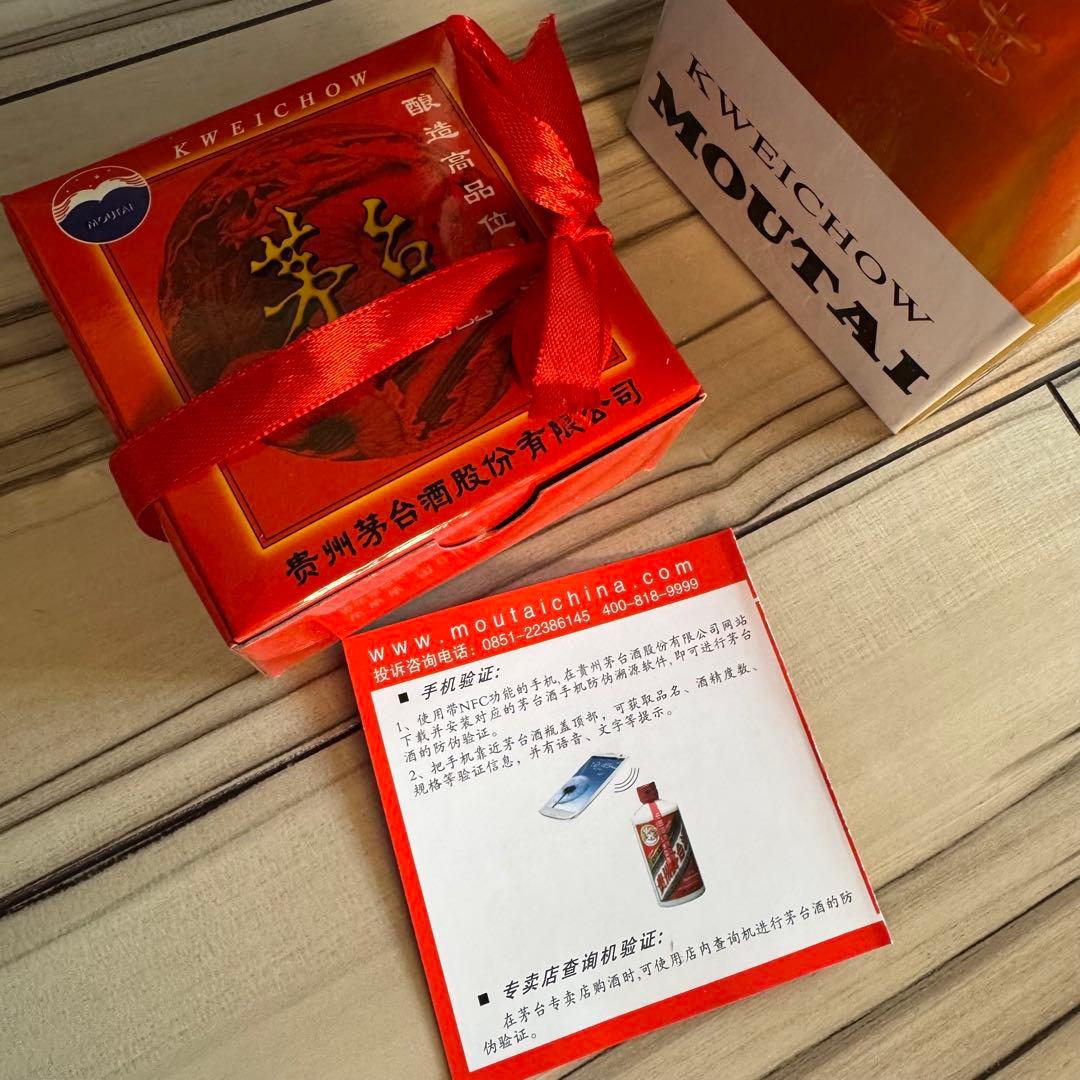 KWEICHOW
酿造高品位
MOUTAI
茅台
贵州茅台酒股份有限公司
KWEICHOW
MOUTAI
www.moutaichina.com
投诉咨询电话：0851-22386145 400-818-9999
■ 手机验证：
1、使用带NFC功能的手机,在贵州茅台酒股份有限公司网站
下载并安装对应的茅台酒手机防伪溯源软件,即可进行茅台
酒的防伪验证。
2、把手机靠近茅台酒瓶盖顶部，可获取品名、酒精度数、
规格等验证信息，并有语音、文字等提示。
■ 专卖店查询机验证：
在茅台专卖店购酒时,可使用店内查询机进行茅台酒的防
伪验证。